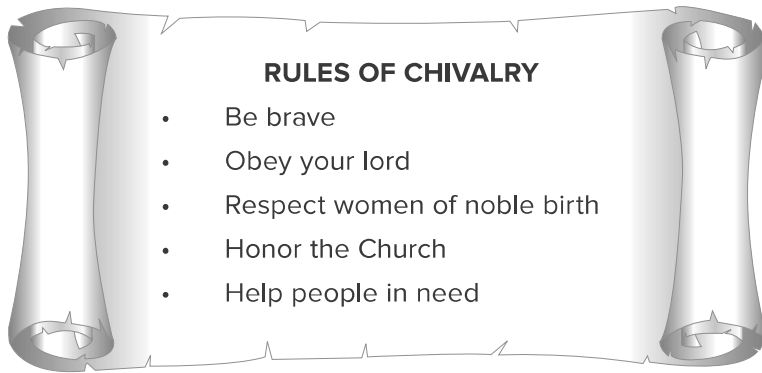 RULES OF CHIVALRY
• Be brave
• Obey your lord
• Respect women of noble birth
• Honor the Church
• Help people in need